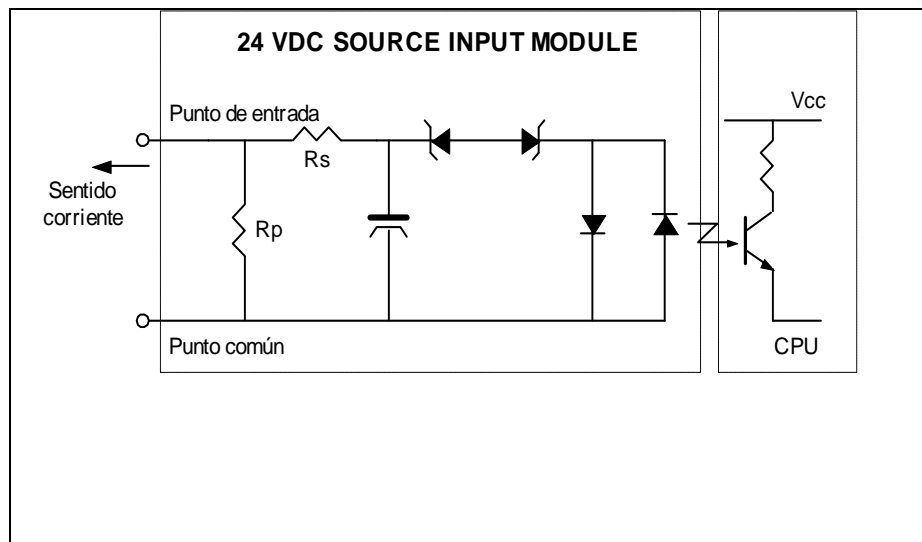 24 VDC SOURCE INPUT MODULE
Punto de entrada
Vcc
Rs
Sentido
corriente
Rp
Punto común
CPU